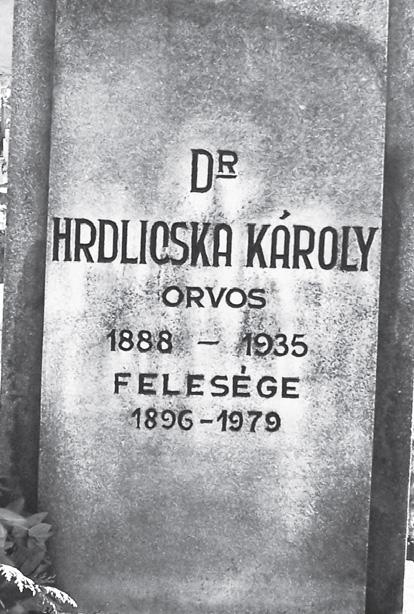 DR
HRDLICSKA KÁROLY
ORVOS
1888 – 1935
FELESÉGE
1896–1979